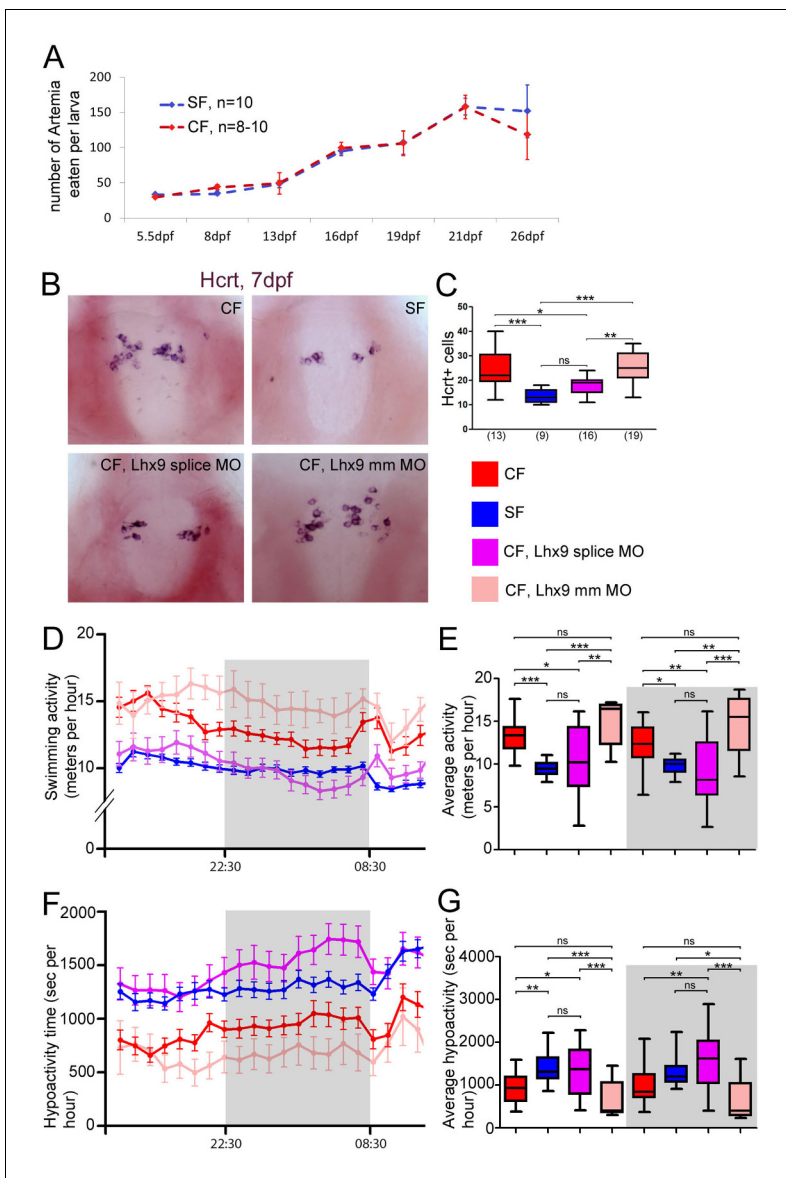 A
number of Artemia
eaten per larva
200
150
100
50
0
SF, n=10
CF, n=8-10
5.5dpf 8dpf 13dpf 16dpf 19dpf 21dpf 26dpf
B
Hcrt, 7dpf
CF
SF
CF, Lhx9 splice MO
CF, Lhx9 mm MO
C
Hcrt+ cells
50
40
30
20
10
0
***
*
***
**
ns
(13) (9) (16) (19)
CF
SF
CF, Lhx9 splice MO
CF, Lhx9 mm MO
D
Swimming activity
(meters per hour)
20
15
10
0
22:30 08:30
E
Average activity
(meters per hour)
20
15
10
5
0
ns ns
*** **
* ** ** ***
*** ns * ns
F
Hypoactivity time (sec per
hour)
2000
1500
1000
500
0
22:30 08:30
G
Average hypoactivity (sec per
hour)
4000
3000
2000
1000
0
ns ns
*** *
* *** ** ***
** ns ns